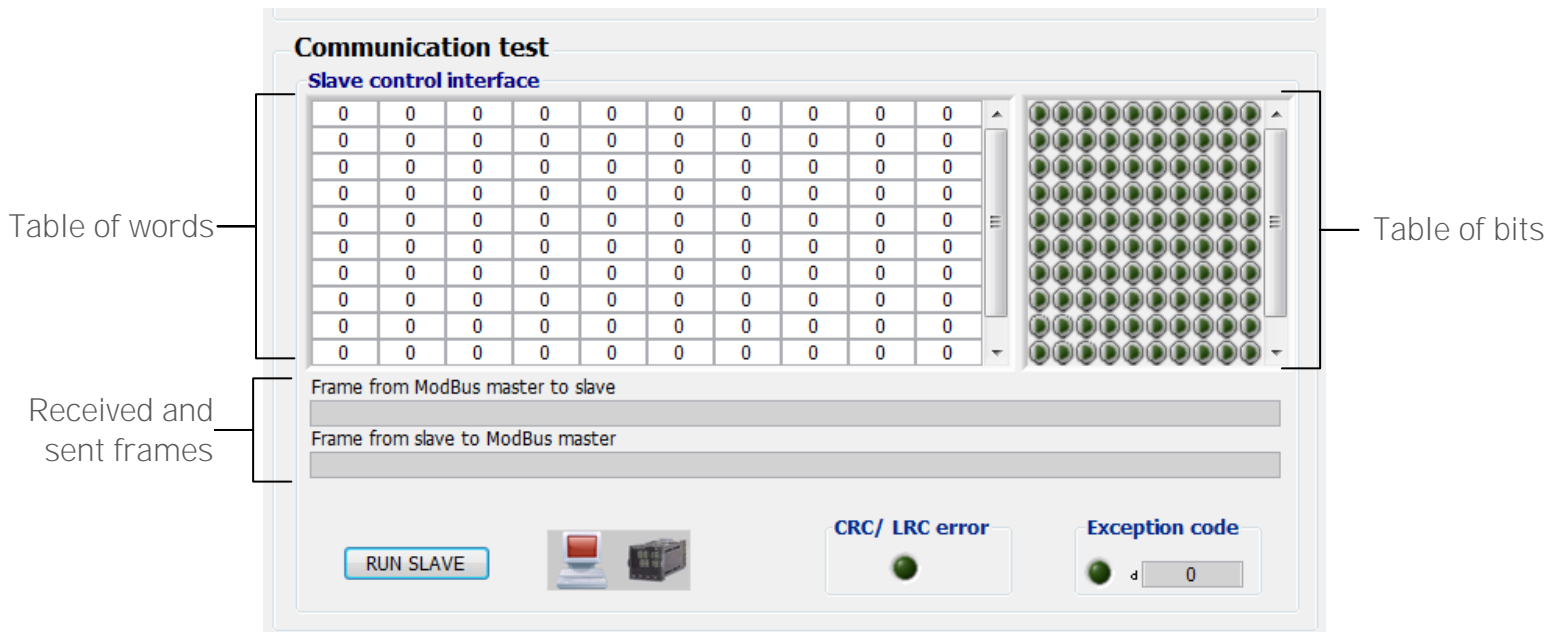 Communication test
Slave control interface
0 0 0 0 0 0 0 0 0 0
0 0 0 0 0 0 0 0 0 0
0 0 0 0 0 0 0 0 0 0
0 0 0 0 0 0 0 0 0 0
0 0 0 0 0 0 0 0 0 0
0 0 0 0 0 0 0 0 0 0
0 0 0 0 0 0 0 0 0 0
0 0 0 0 0 0 0 0 0 0
0 0 0 0 0 0 0 0 0 0
0 0 0 0 0 0 0 0 0 0
Table of words
Table of bits
Received and
sent frames
Frame from ModBus master to slave
Frame from slave to ModBus master
RUN SLAVE
CRC/ LRC error
Exception code
d 0